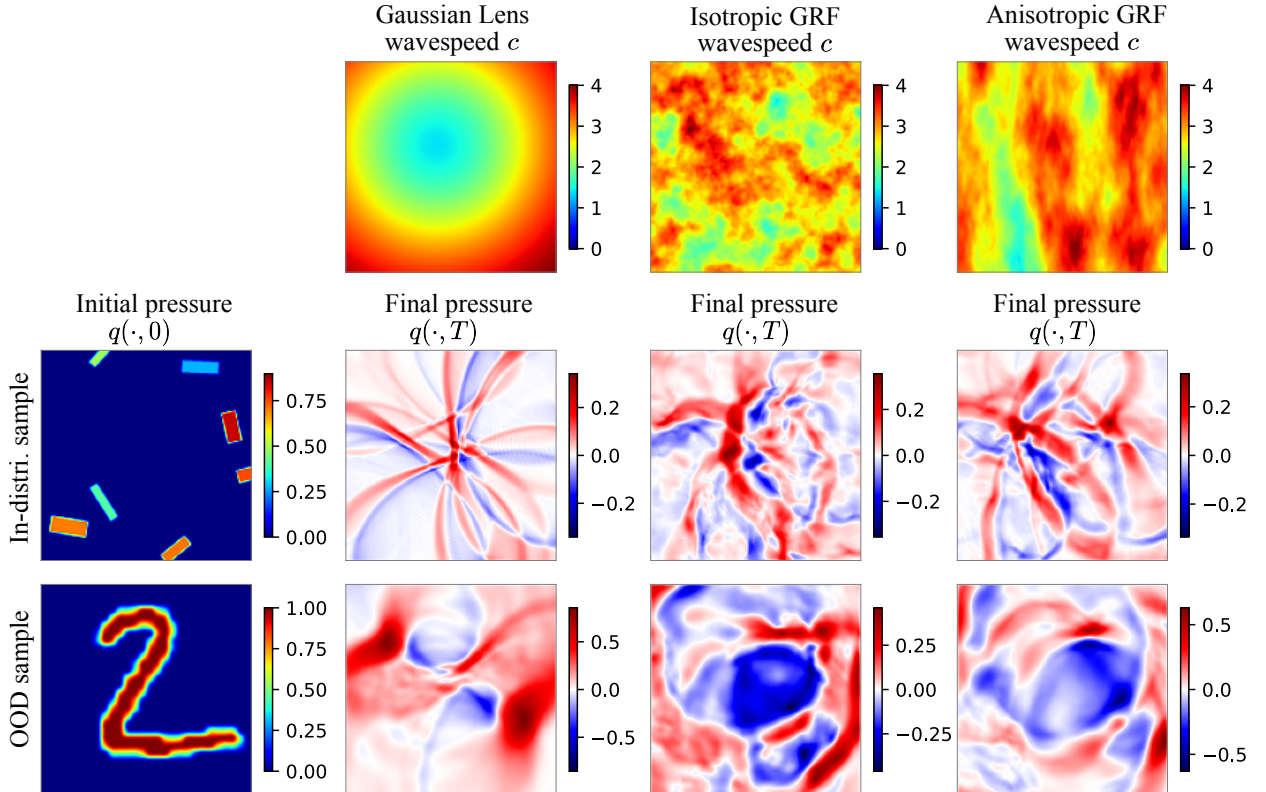 Gaussian Lens
wavespeed c
Isotropic GRF
wavespeed c
Anisotropic GRF
wavespeed c
4
3
2
1
0
4
3
2
1
0
4
3
2
1
0
Initial pressure
q(·, 0)
Final pressure
q(·, T)
Final pressure
q(·, T)
Final pressure
q(·, T)
In-distri. sample
0.75
0.50
0.25
0.00
0.2
0.0
−0.2
0.2
0.0
−0.2
0.2
0.0
−0.2
OOD sample
2
1.00
0.75
0.50
0.25
0.00
0.5
0.0
−0.5
0.25
0.00
−0.25
0.5
0.0
−0.5